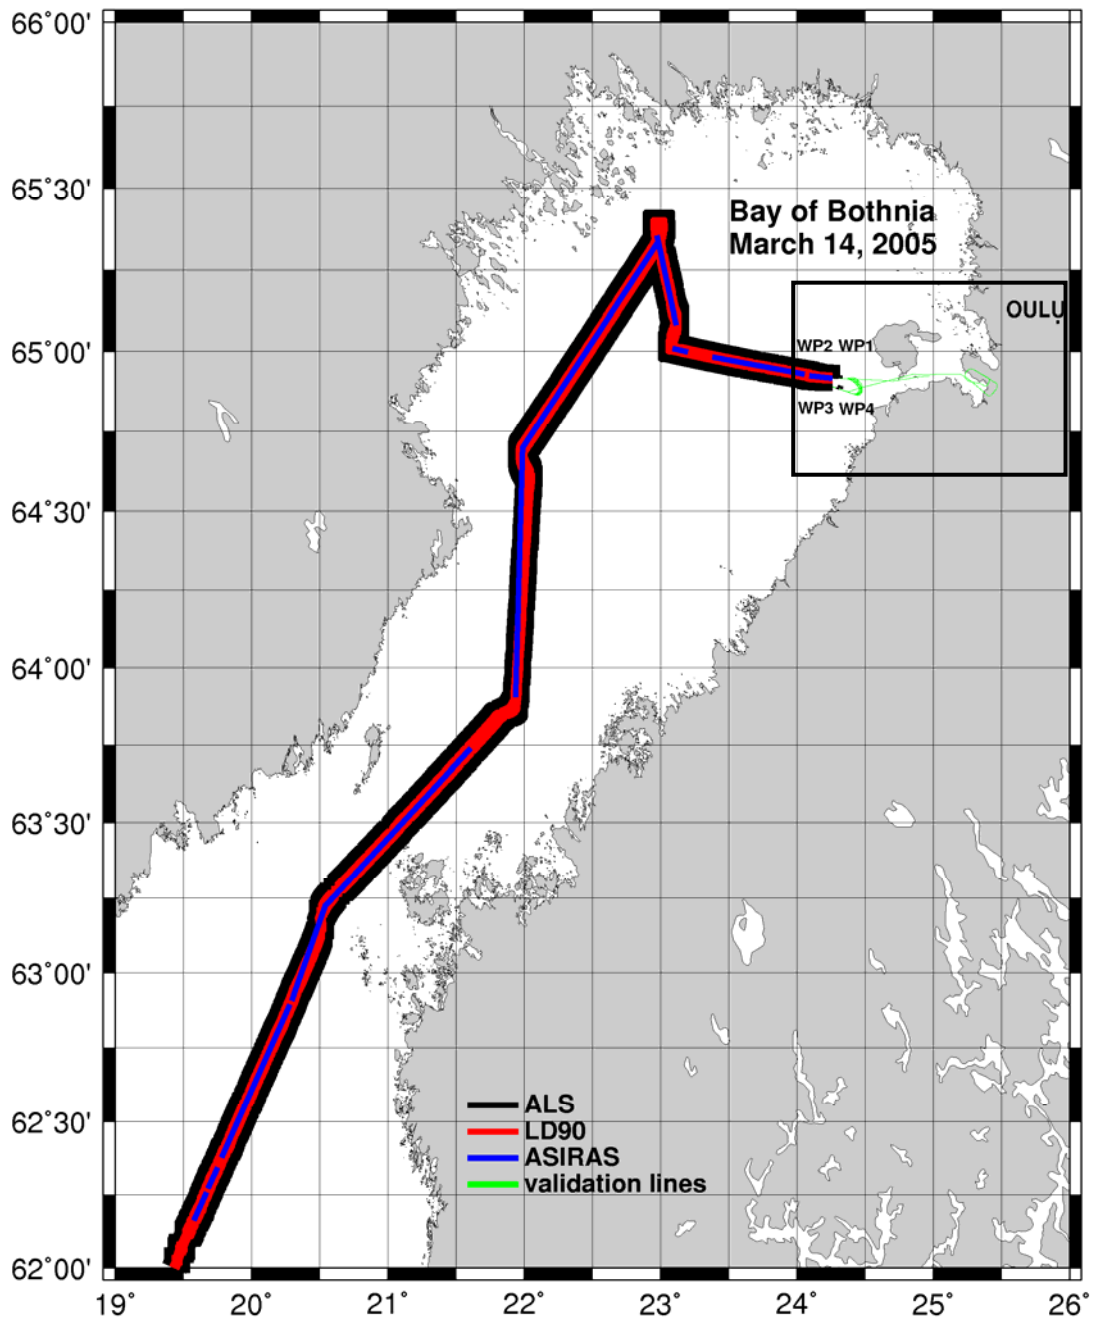 66°00'
65°30'
Bay of Bothnia
March 14, 2005
OULU
65°00'
WP2 WP1
WP3 WP4
64°30'
64°00'
63°30'
63°00'
ALS
62°30'
LD90
ASIRAS
validation lines
62°00'
19° 20° 21° 22° 23° 24° 25° 26°